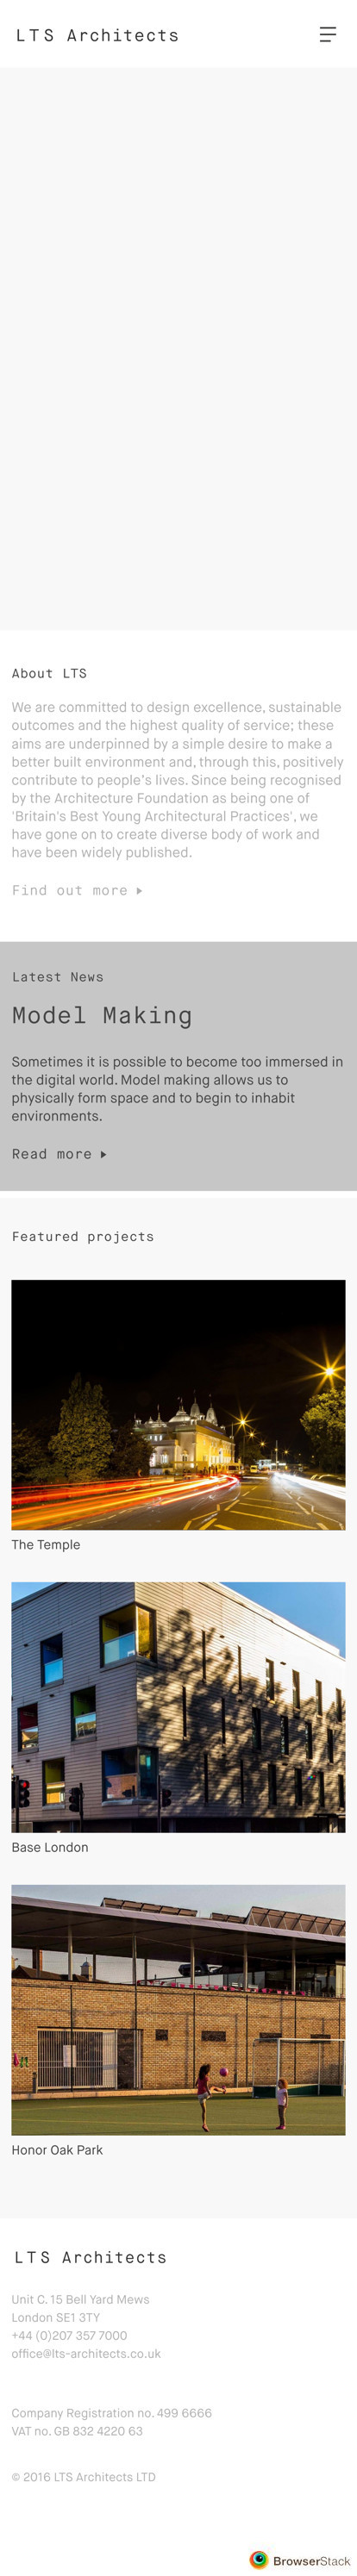 LTS Architects
About LTS
We are committed to design excellence, sustainable
outcomes and the highest quality of service; these
aims are underpinned by a simple desire to make a
better built environment and, through this, positively
contribute to people's lives. Since being recognised
by the Architecture Foundation as being one of
'Britain's Best Young Architectural Practices', we
have gone on to create diverse body of work and
have been widely published.
Find out more
Latest News
Model Making
Sometimes it is possible to become too immersed in
the digital world. Model making allows us to
physically form space and to begin to inhabit
environments.
Read more
Featured projects
The Temple
Base London
Honor Oak Park
LTS Architects
Unit C. 15 Bell Yard Mews
London SE1 3TY
+44 (0)207 357 7000
office@lts-architects.co.uk
Company Registration no. 499 6666
VAT no. GB 832 4220 63
© 2016 LTS Architects LTD
BrowserStack